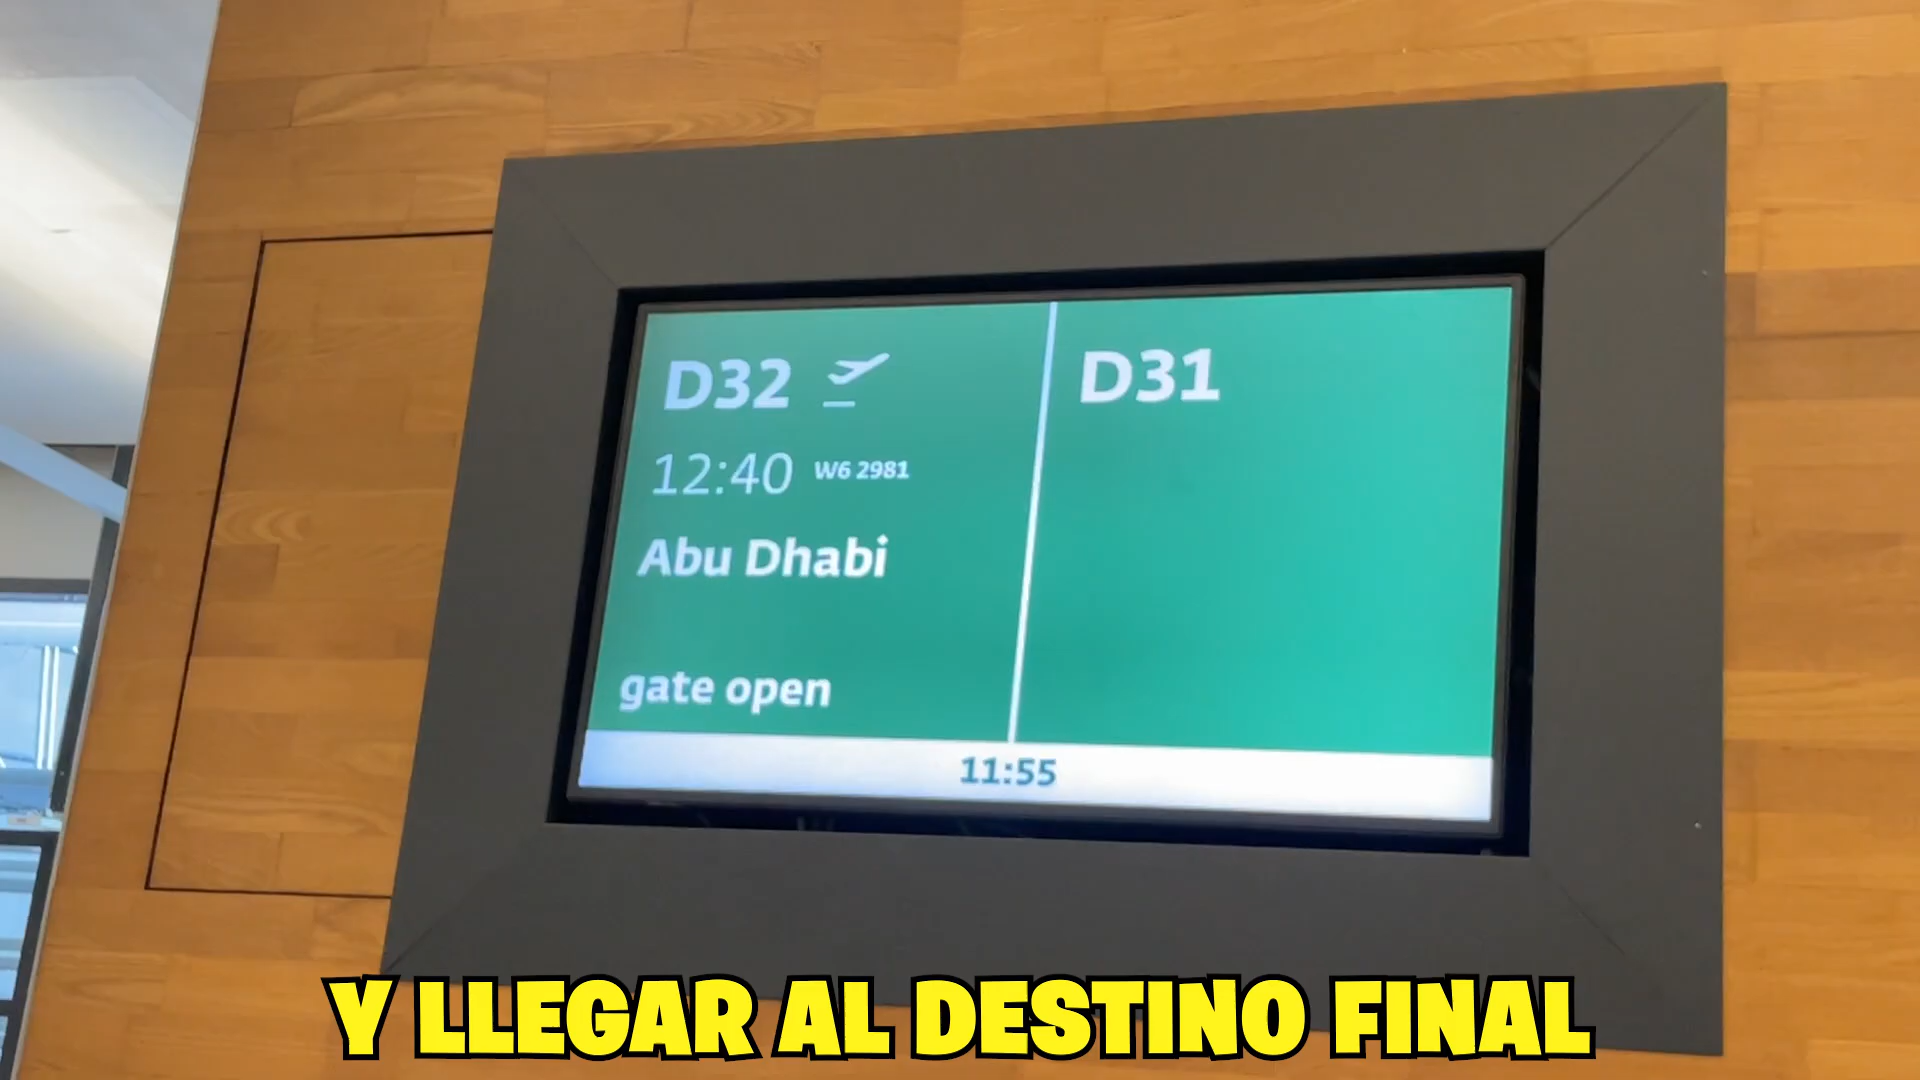 D32
12:40 W6 2981
Abu Dhabi
gate open
D31
11:55
Y LLEGAR AL DESTINO FINAL